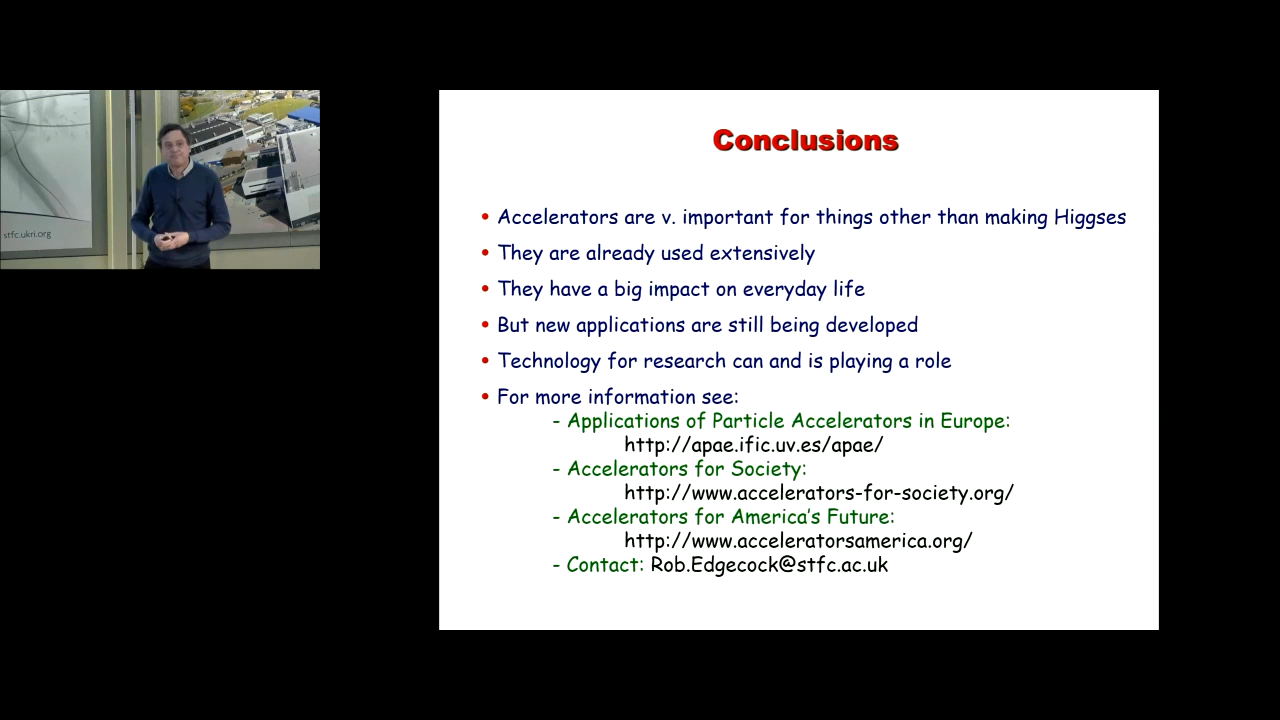 stfc.ukri.org
Conclusions
• Accelerators are v. important for things other than making Higgses
• They are already used extensively
• They have a big impact on everyday life
• But new applications are still being developed
• Technology for research can and is playing a role
• For more information see:
- Applications of Particle Accelerators in Europe:
http://apae.ific.uv.es/apae/
- Accelerators for Society:
http://www.accelerators-for-society.org/
- Accelerators for America's Future:
http://www.acceleratorsamerica.org/
- Contact: Rob.Edgecock@stfc.ac.uk